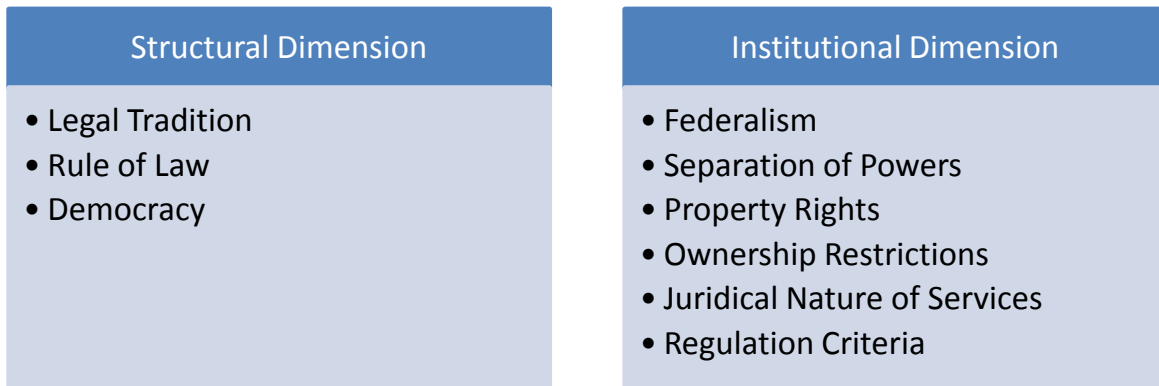 Structural Dimension
• Legal Tradition
• Rule of Law
• Democracy
Institutional Dimension
• Federalism
• Separation of Powers
• Property Rights
• Ownership Restrictions
• Juridical Nature of Services
• Regulation Criteria